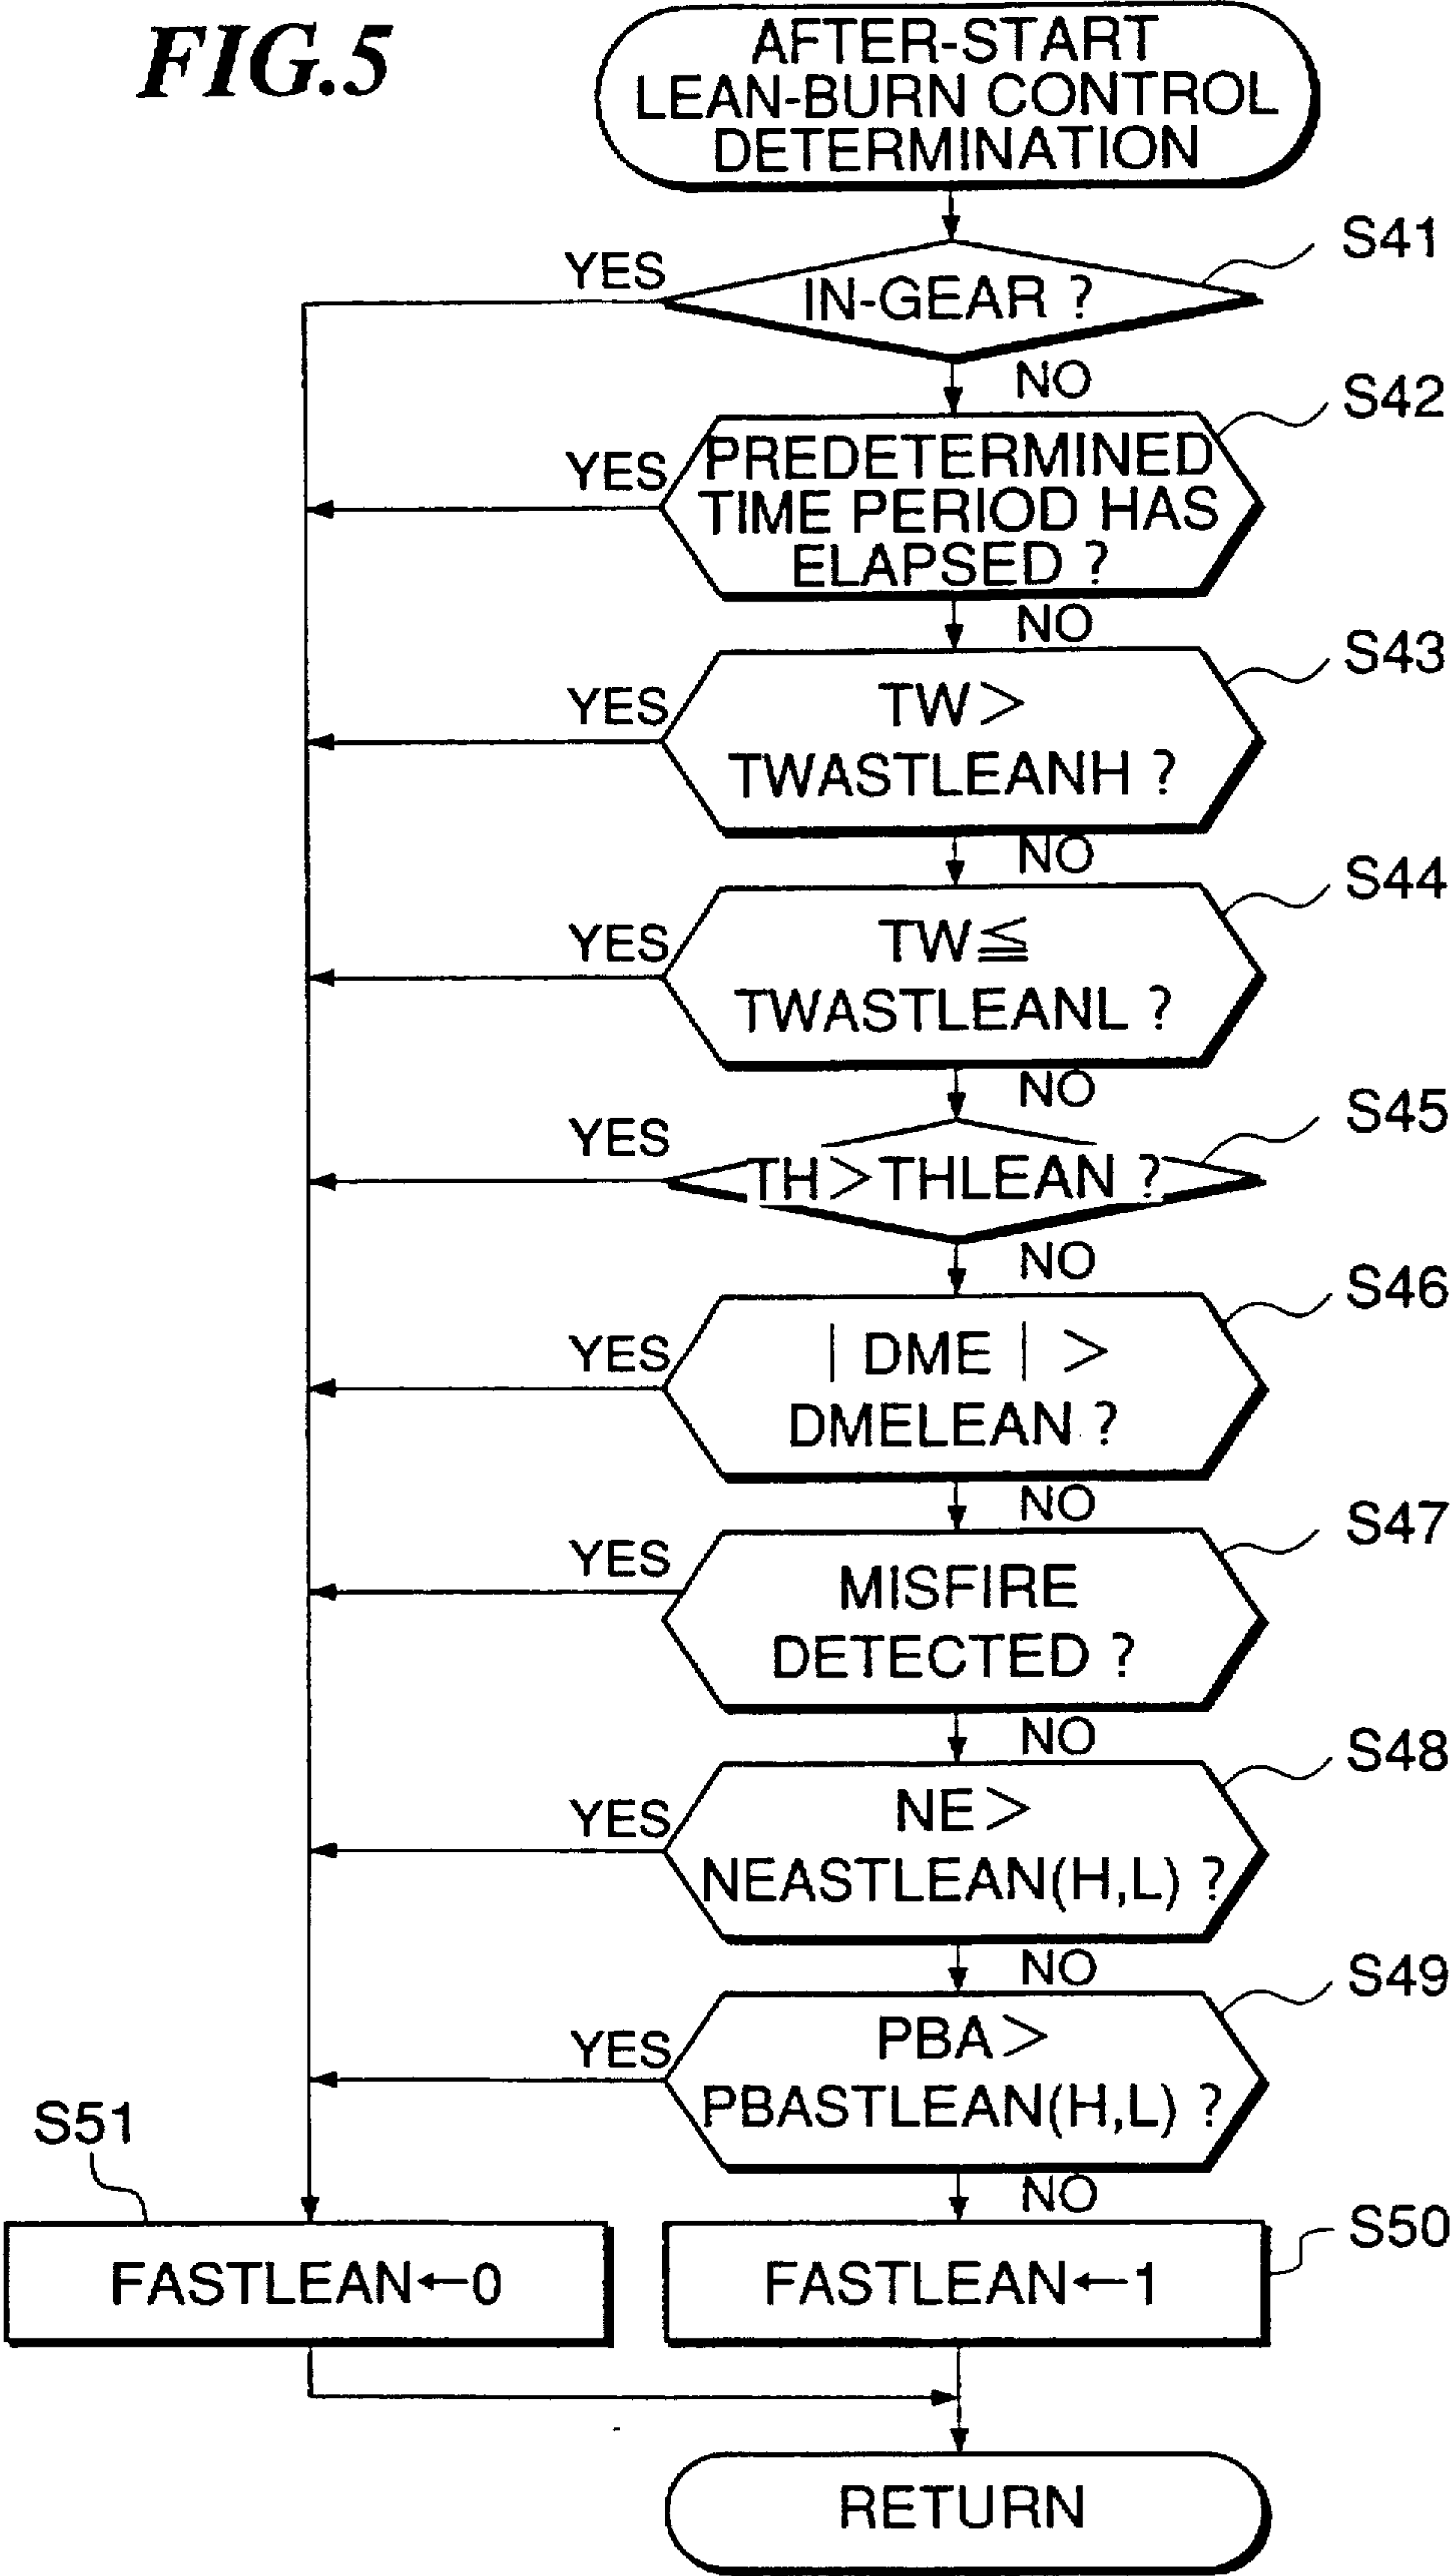 FIG.5
AFTER-START
LEAN-BURN CONTROL
DETERMINATION
S41
YES
IN-GEAR ?
NO
S42
YES
PREDETERMINED
TIME PERIOD HAS
ELAPSED ?
NO
S43
YES
TW>
TWASTLEANH ?
NO
S44
YES
TW≦
TWASTLEANL ?
NO
S45
YES
TH>THLEAN ?
NO
S46
YES
| DME | >
DMELEAN ?
NO
S47
YES
MISFIRE
DETECTED ?
NO
S48
YES
NE>
NEASTLEAN(H,L) ?
NO
S49
YES
PBA>
PBASTLEAN(H,L) ?
NO
S51
FASTLEAN←0
S50
FASTLEAN←1
RETURN